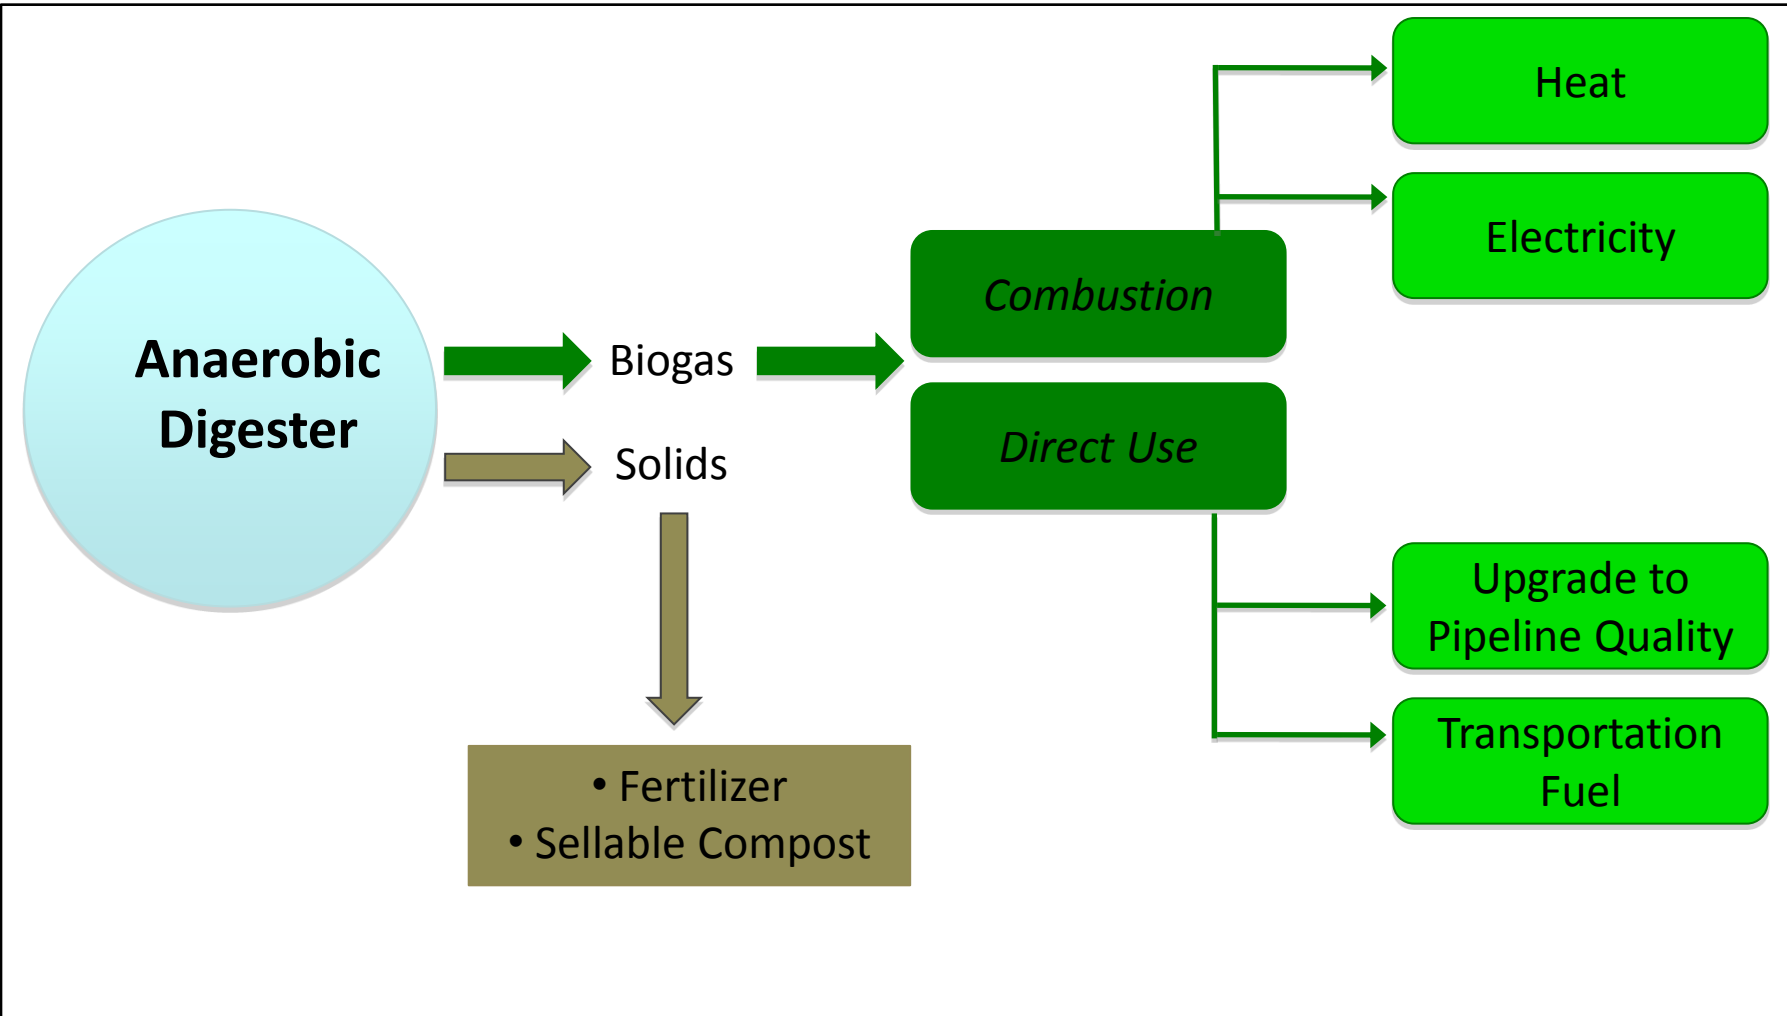 Anaerobic
Digester
Biogas
Solids
• Fertilizer
• Sellable Compost
Combustion
Direct Use
Heat
Electricity
Upgrade to
Pipeline Quality
Transportation
Fuel